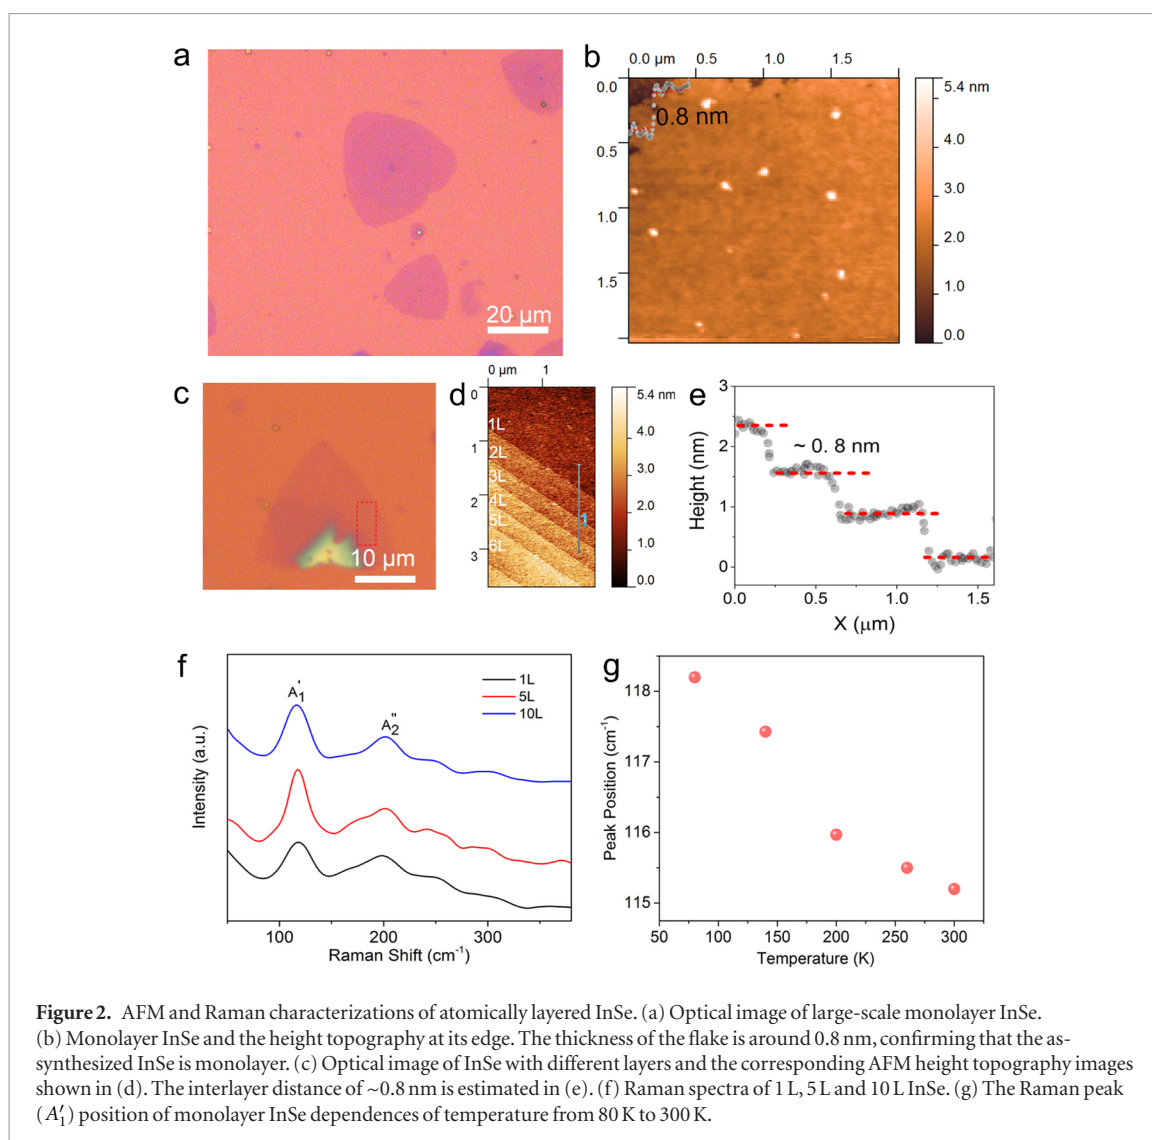 a
20 µm
b
0.0 µm 0.5 1.0 1.5
0.0
0.5
1.0
1.5
0.8 nm
5.4 nm
4.0
3.0
2.0
1.0
0.0
c
10 µm
d
0 µm 1
0
1
2
3
1L
2L
3L
4L
5L
6L
1
5.4 nm
4.0
3.0
2.0
1.0
0.0
e
3
2
1
0
Height (nm)
~ 0. 8 nm
0.0 0.5 1.0 1.5
X (µm)
f
Intensity (a.u.)
A₁'
A₂"
1L
5L
10L
100 200 300
Raman Shift (cm⁻¹)
g
118
117
116
115
Peak Position (cm⁻¹)
50 100 150 200 250 300
Temperature (K)
Figure 2. AFM and Raman characterizations of atomically layered InSe. (a) Optical image of large-scale monolayer InSe.
(b) Monolayer InSe and the height topography at its edge. The thickness of the flake is around 0.8 nm, confirming that the as-
synthesized InSe is monolayer. (c) Optical image of InSe with different layers and the corresponding AFM height topography images
shown in (d). The interlayer distance of ~0.8 nm is estimated in (e). (f) Raman spectra of 1 L, 5 L and 10 L InSe. (g) The Raman peak
(A₁′) position of monolayer InSe dependences of temperature from 80 K to 300 K.